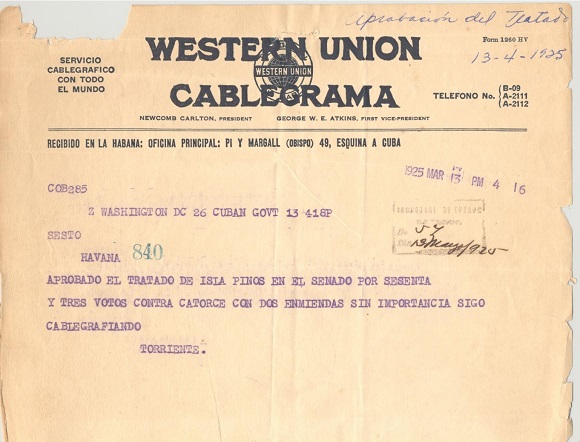 Aprobación del Tratado
Form 1260 HY
13-4-1925
SERVICIO
CABLEGRAFICO
CON TODO
EL MUNDO
WESTERN UNION
WESTERN UNION
CABLEGRAMA
TELEFONO No. (B-09
(A-2111
(A-2112
NEWCOMB CARLTON, PRESIDENT GEORGE W. E. ATKINS, FIRST VICE-PRESIDENT
RECIBIDO EN LA HABANA: OFICINA PRINCIPAL: PI Y MARGALL (OBISPO) 49, ESQUINA A CUBA
1925 MAR 13 PM 4 16
COB285
Z WASHINGTON DC 26 CUBAN GOVT 13 418P
SESTO
HAVANA 840
54
APROBADO EL TRATADO DE ISLA PINOS EN EL SENADO POR SESENTA
Y TRES VOTOS CONTRA CATORCE CON DOS ENMIENDAS SIN IMPORTANCIA SIGO
CABLEGRAFIANDO
TORRIENTE.